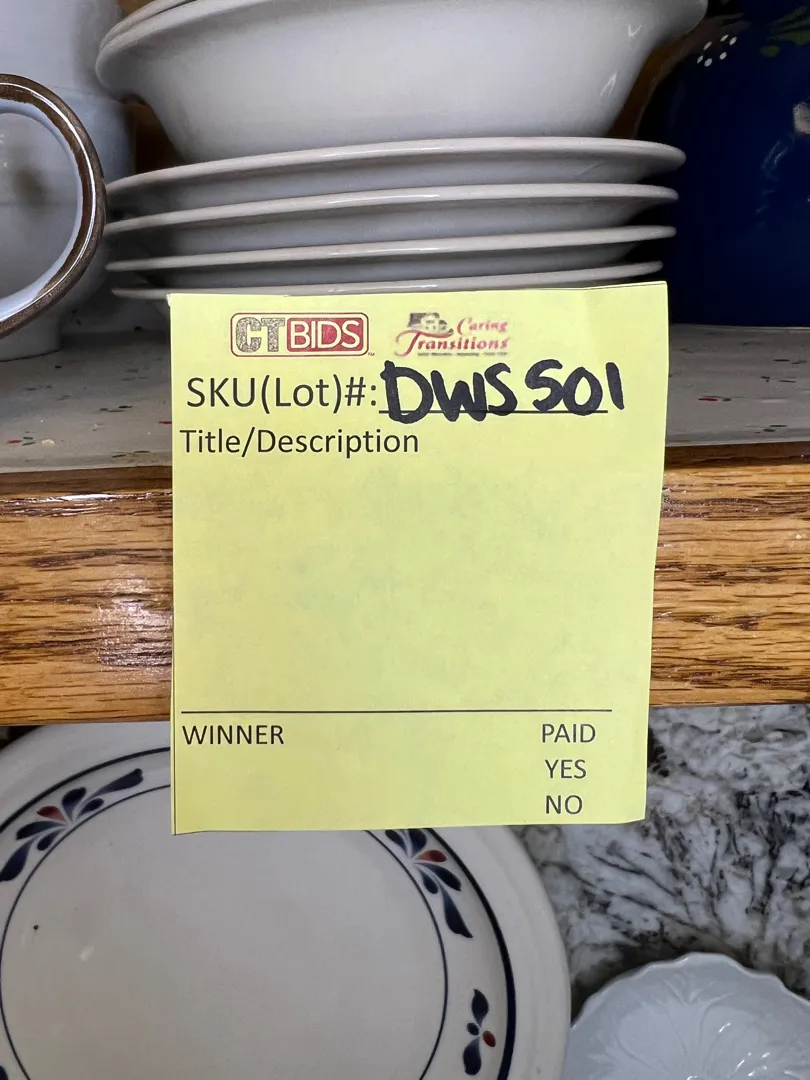 CTBIDS
Caring
Transitions
SKU(Lot)#: DWS501
Title/Description
WINNER PAID
YES
NO